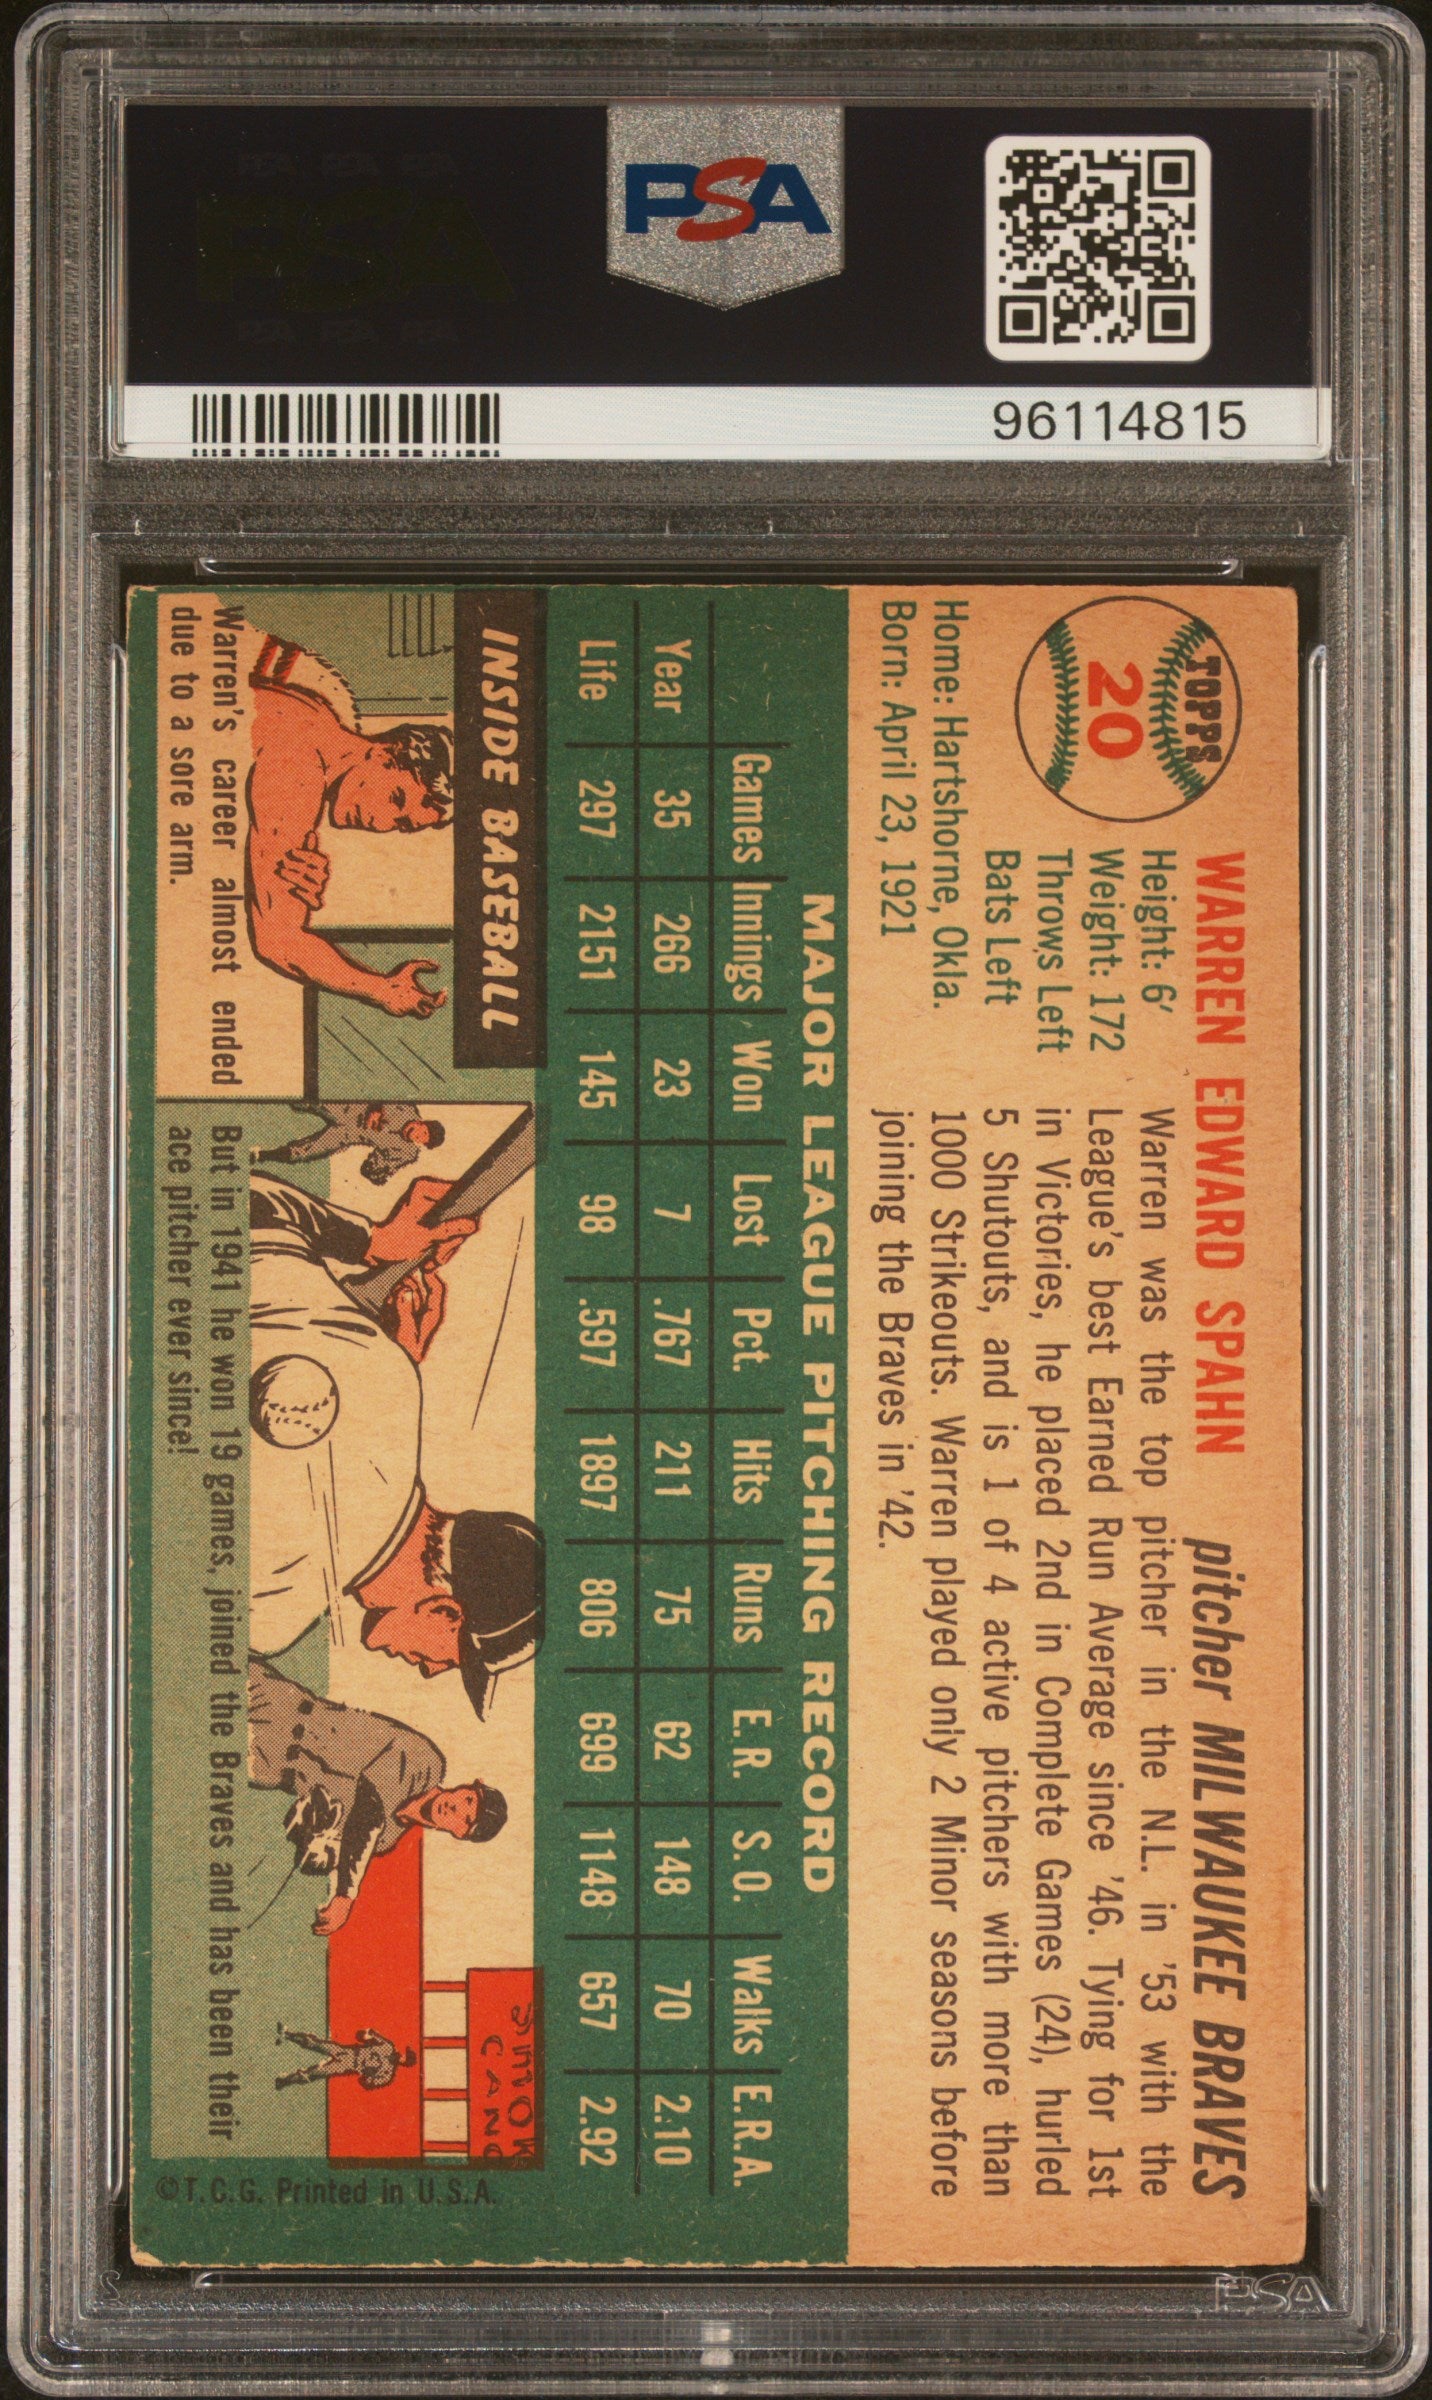 PSA
96114815
TOPPS
20
WARREN EDWARD SPAHN pitcher MILWAUKEE BRAVES
Height: 6'
Weight: 172
Throws Left
Bats Left
Home: Hartshorne, Okla.
Born: April 23, 1921
Warren was the top pitcher in the N.L. in '53 with the
League's best Earned Run Average since '46. Tying for 1st
in Victories, he placed 2nd in Complete Games (24), hurled
5 Shutouts, and is 1 of 4 active pitchers with more than
1000 Strikeouts. Warren played only 2 Minor seasons before
joining the Braves in '42.
MAJOR LEAGUE PITCHING RECORD
Games Innings Won Lost Pct. Hits Runs E.R. S.O. Walks E.R.A.
Year 35 266 23 7 .767 211 75 62 148 70 2.10
Life 297 2151 145 98 .597 1897 806 699 1148 657 2.92
INSIDE BASEBALL
Warren's career almost ended
due to a sore arm.
SMOK
CANC
But in 1941 he won 19 games, joined the Braves and has been their
ace pitcher ever since!
©T.C.G. Printed in U.S.A.
PSA